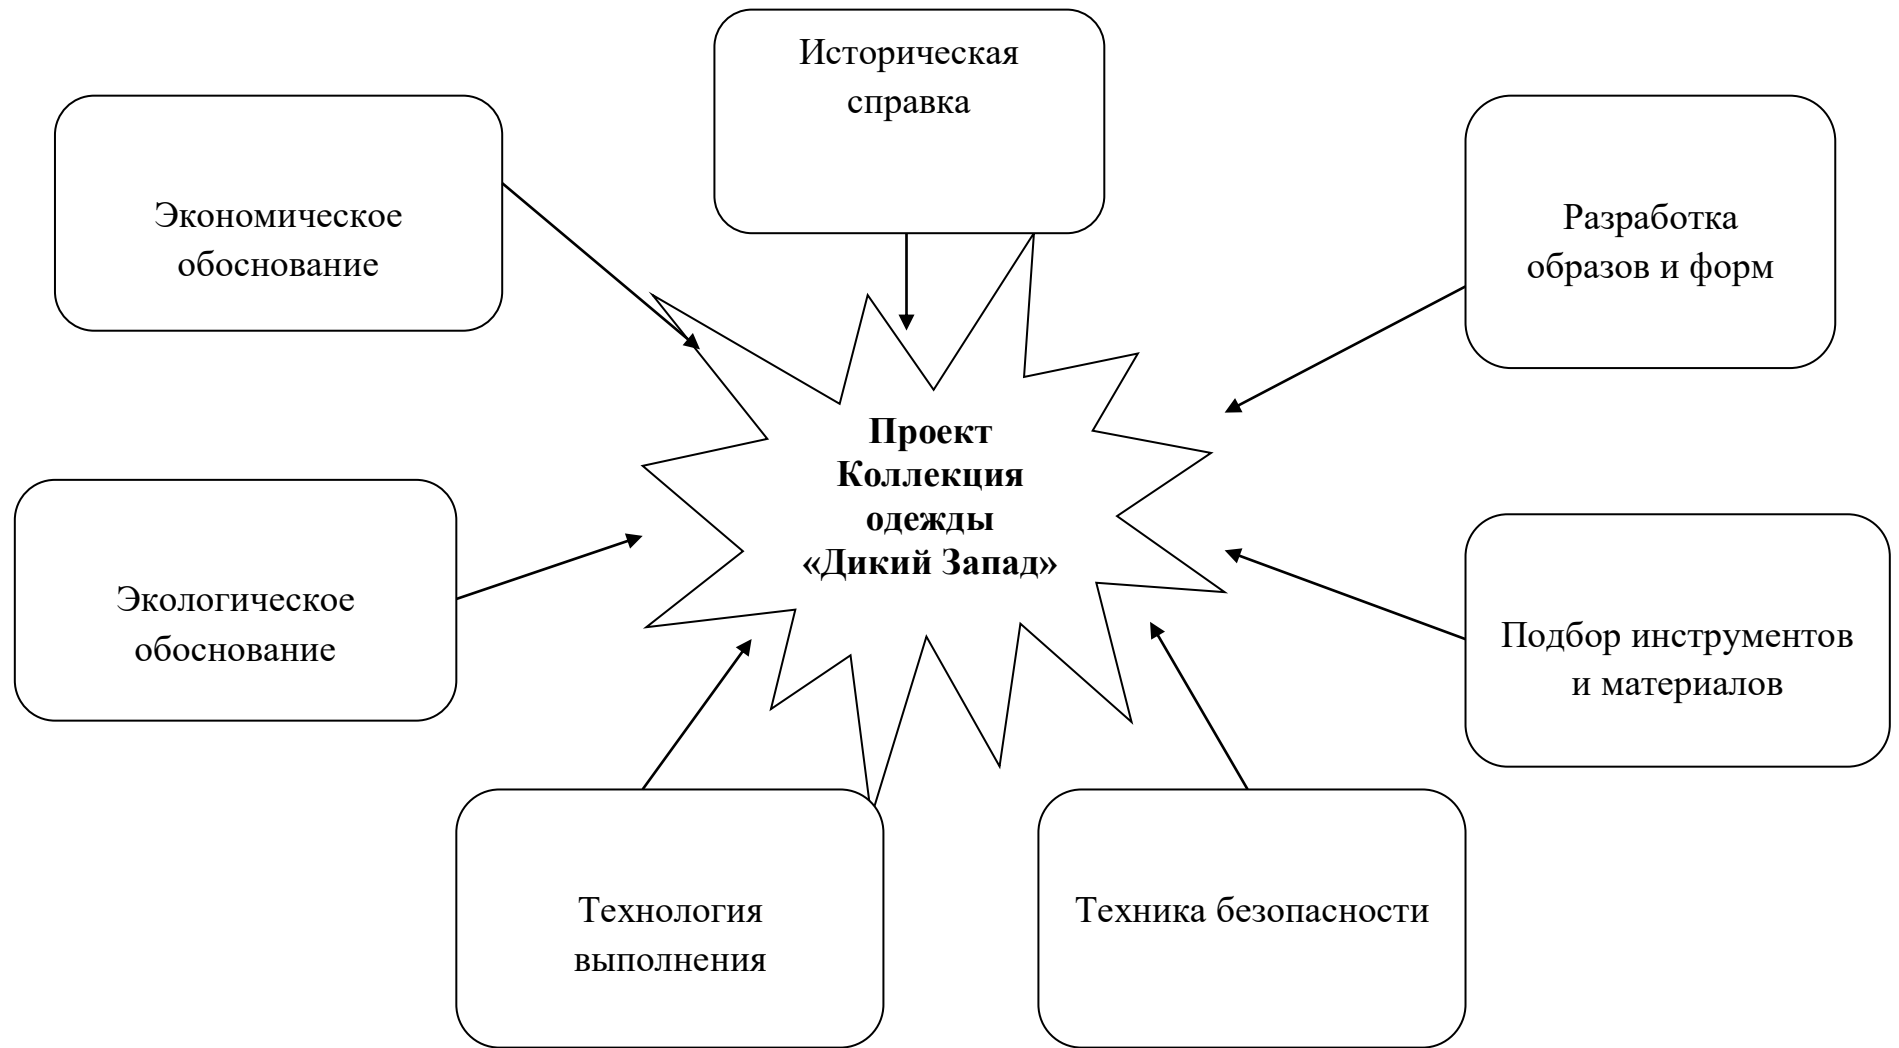 Историческая
справка
Экономическое
обоснование
Разработка
образов и форм
Проект
Коллекция
одежды
«Дикий Запад»
Экологическое
обоснование
Подбор инструментов
и материалов
Технология
выполнения
Техника безопасности